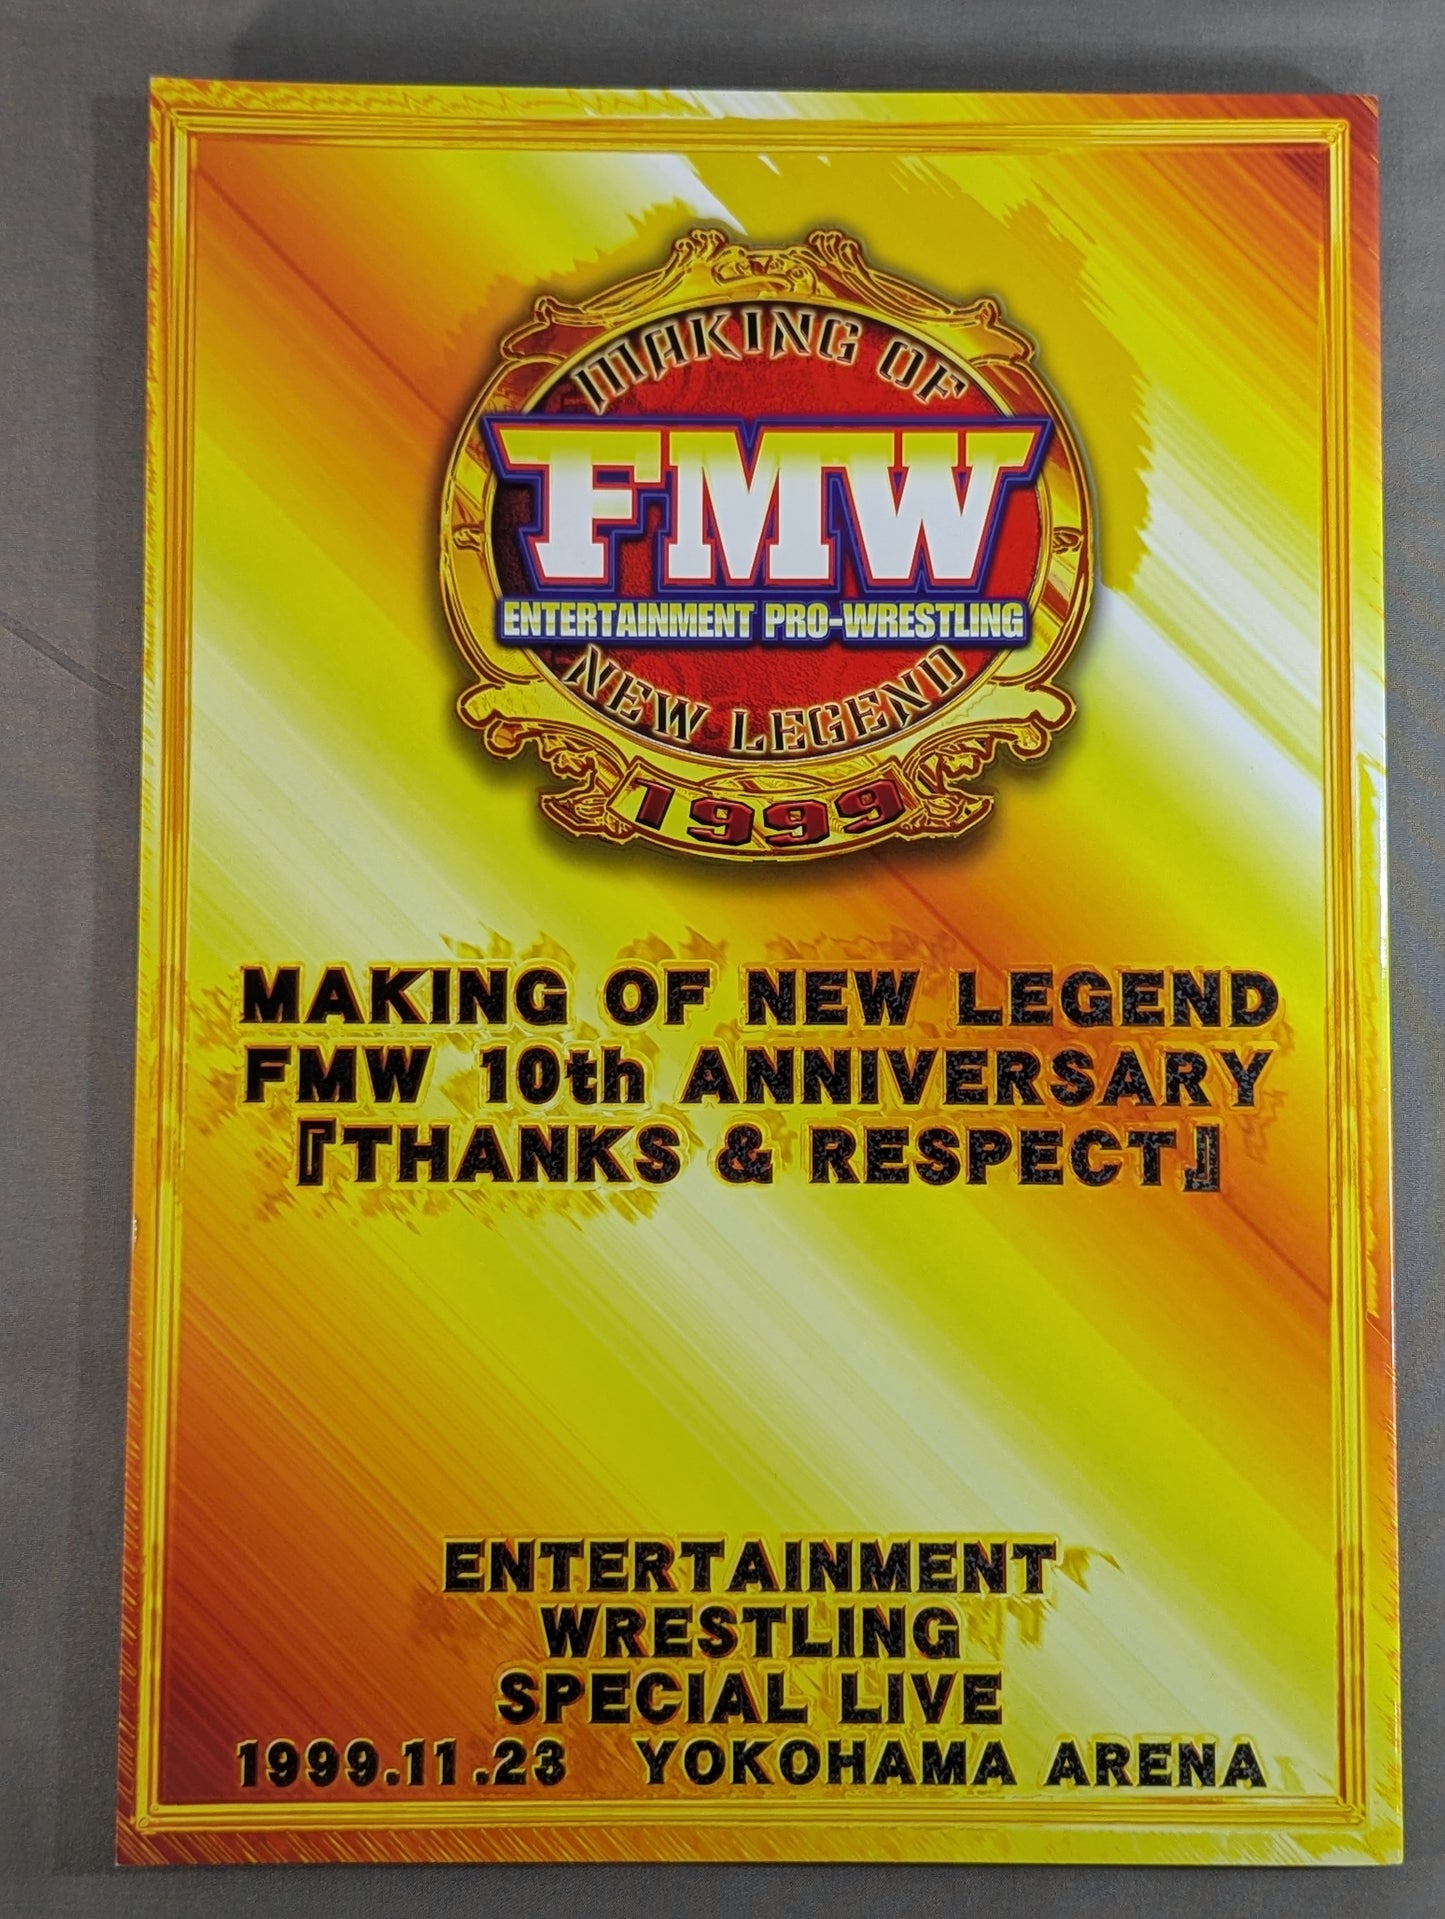 MAKING OF
FMW
ENTERTAINMENT PRO-WRESTLING
NEW LEGEND
1999
MAKING OF NEW LEGEND
FMW 10th ANNIVERSARY
『THANKS & RESPECT』
ENTERTAINMENT
WRESTLING
SPECIAL LIVE
1999.11.23 YOKOHAMA ARENA